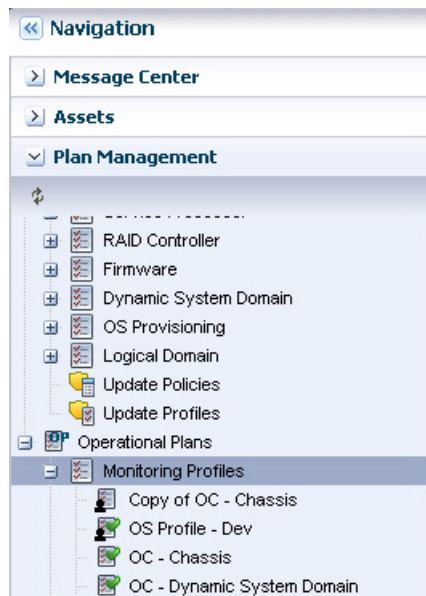 Navigation
Message Center
Assets
Plan Management
RAID Controller
Firmware
Dynamic System Domain
OS Provisioning
Logical Domain
Update Policies
Update Profiles
Operational Plans
Monitoring Profiles
Copy of OC - Chassis
OS Profile - Dev
OC - Chassis
OC - Dynamic System Domain